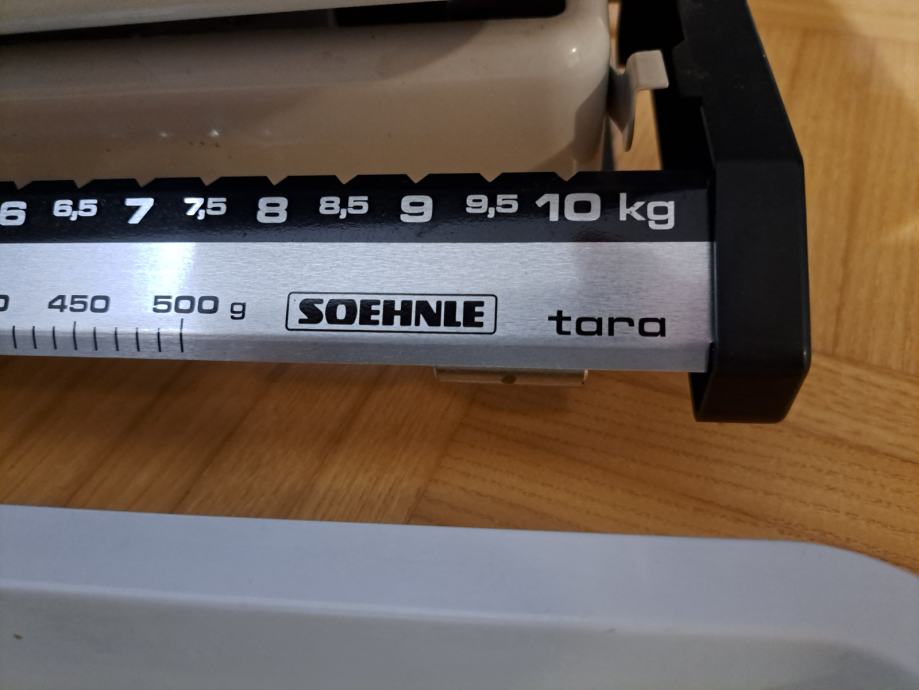 6 6,5 7 7,5 8 8,5 9 9,5 10 kg
450 500 g SOEHNLE tara